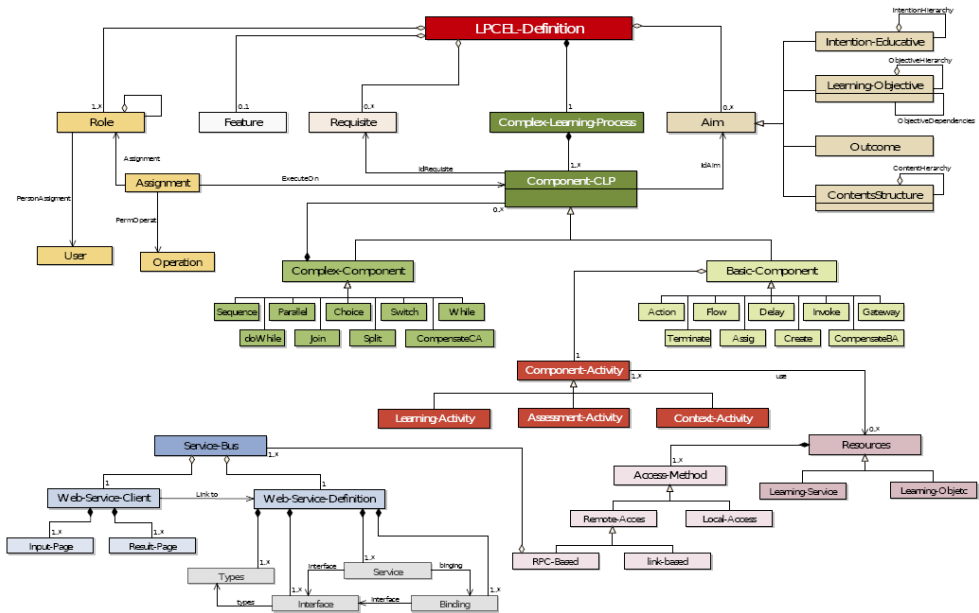 IntentionHierarchy
LPCEL-Definition
Intention-Educative
ObjectiveHierarchy
Learning-Objective
1..x
0..1
0..x
1
0..x
ObjectiveDependencies
Role
Feature
Requisite
Complex-Learning-Process
Aim
Outcome
Assignment
IdRequisite
1..x
IdAim
ContentHierarchy
Assignment
ExecuteOn
Component-CLP
ContentsStructure
PersonAssigment
PermOperat
0..x
User
Operation
Complex-Component
Basic-Component
Sequence
Parallel
Choice
Switch
While
Action
Flow
Delay
Invoke
Gateway
doWhile
Join
Split
CompensateCA
Terminate
Assig
Create
CompensateBA
1
Component-Activity
1..x
use
Learning-Activity
Assessment-Activity
Context-Activity
0..x
Service-Bus
1..x
Resources
1..x
Access-Method
1
1
Web-Service-Client
Link to
Web-Service-Definition
Learning-Service
Learning-Objetc
Remote-Acces
Local-Access
1..x
1..x
Input-Page
Result-Page
RPC-Based
link-based
1..x
1..x
Interface
Service
binging
Types
1..x
1..x
types
Interface
Interface
Binding